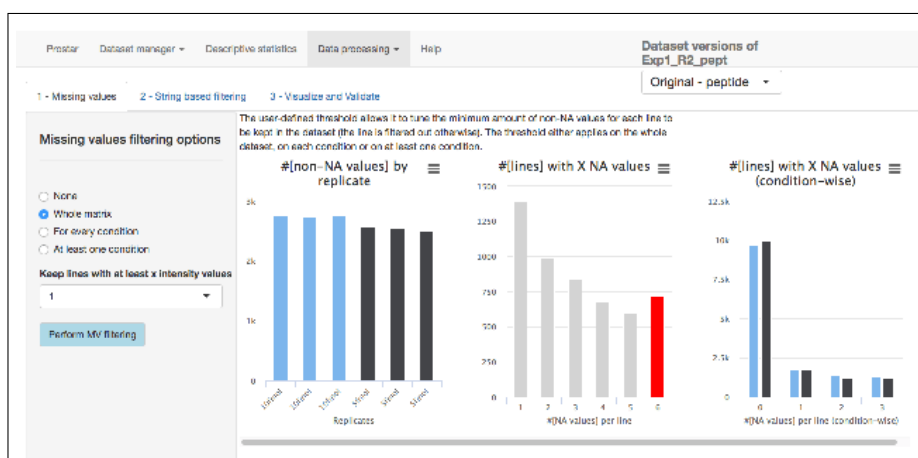 Prostar Dataset manager Descriptive statistics Data processing Help
Dataset versions of
Exp1_R2_pept
Original - peptide
1 - Missing values 2 - String based filtering 3 - Visualize and Validate
The user-defined threshold allows it to tune the minimum amount of non-NA values for each line to
be kept in the dataset (the line is filtered out otherwise). The threshold either applies on the whole
dataset, on each condition or on at least one condition.
Missing values filtering options
None
Whole matrix
For every condition
At least one condition
Keep lines with at least x intensity values
1
Perform MV filtering
#[non-NA values] by
replicate
3k
2k
1k
0
10fmol 10fmol 10fmol 5fmol 5fmol 5fmol
Replicates
#[lines] with X NA values
1500
1250
1000
750
500
250
0
1 2 3 4 5 6
#[NA values] per line
#[lines] with X NA values
(condition-wise)
12.5k
10k
5k
2.5k
0
0 1 2 3
#[NA values] per line (condition-wise)